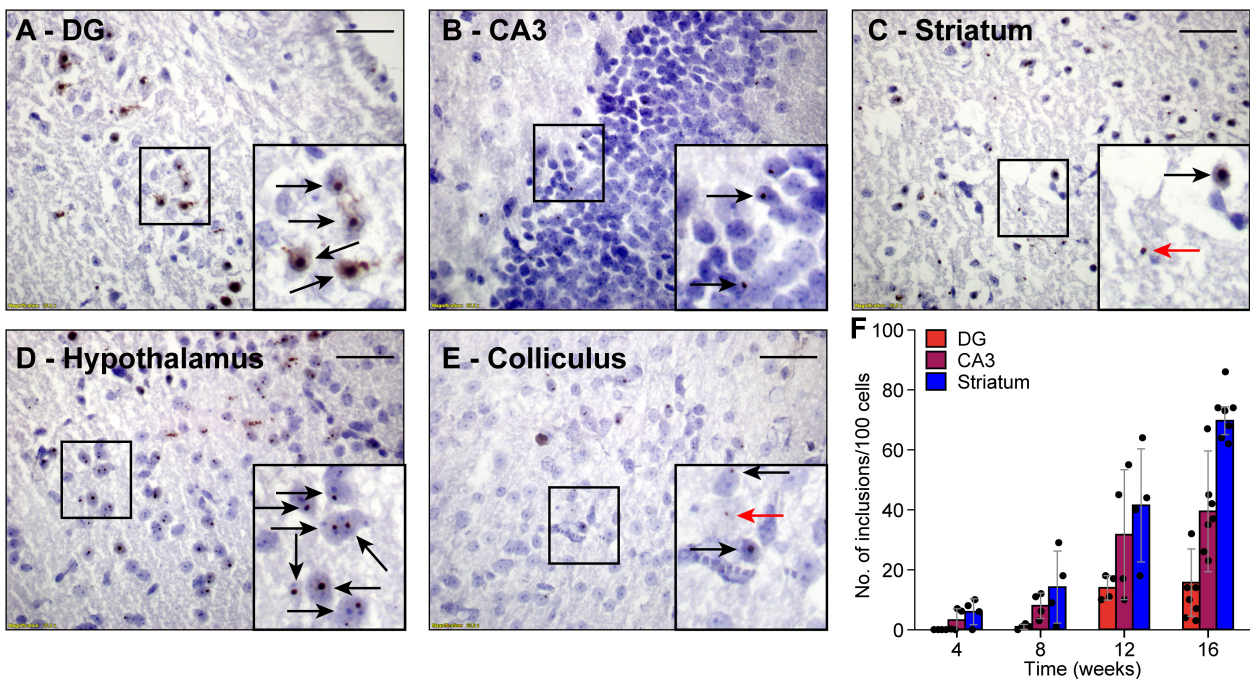 A - DG
B - CA3
C - Striatum
D - Hypothalamus
E - Colliculus
F
100
80
60
40
20
0
No. of inclusions/100 cells
DG
CA3
Striatum
4
8
12
16
Time (weeks)